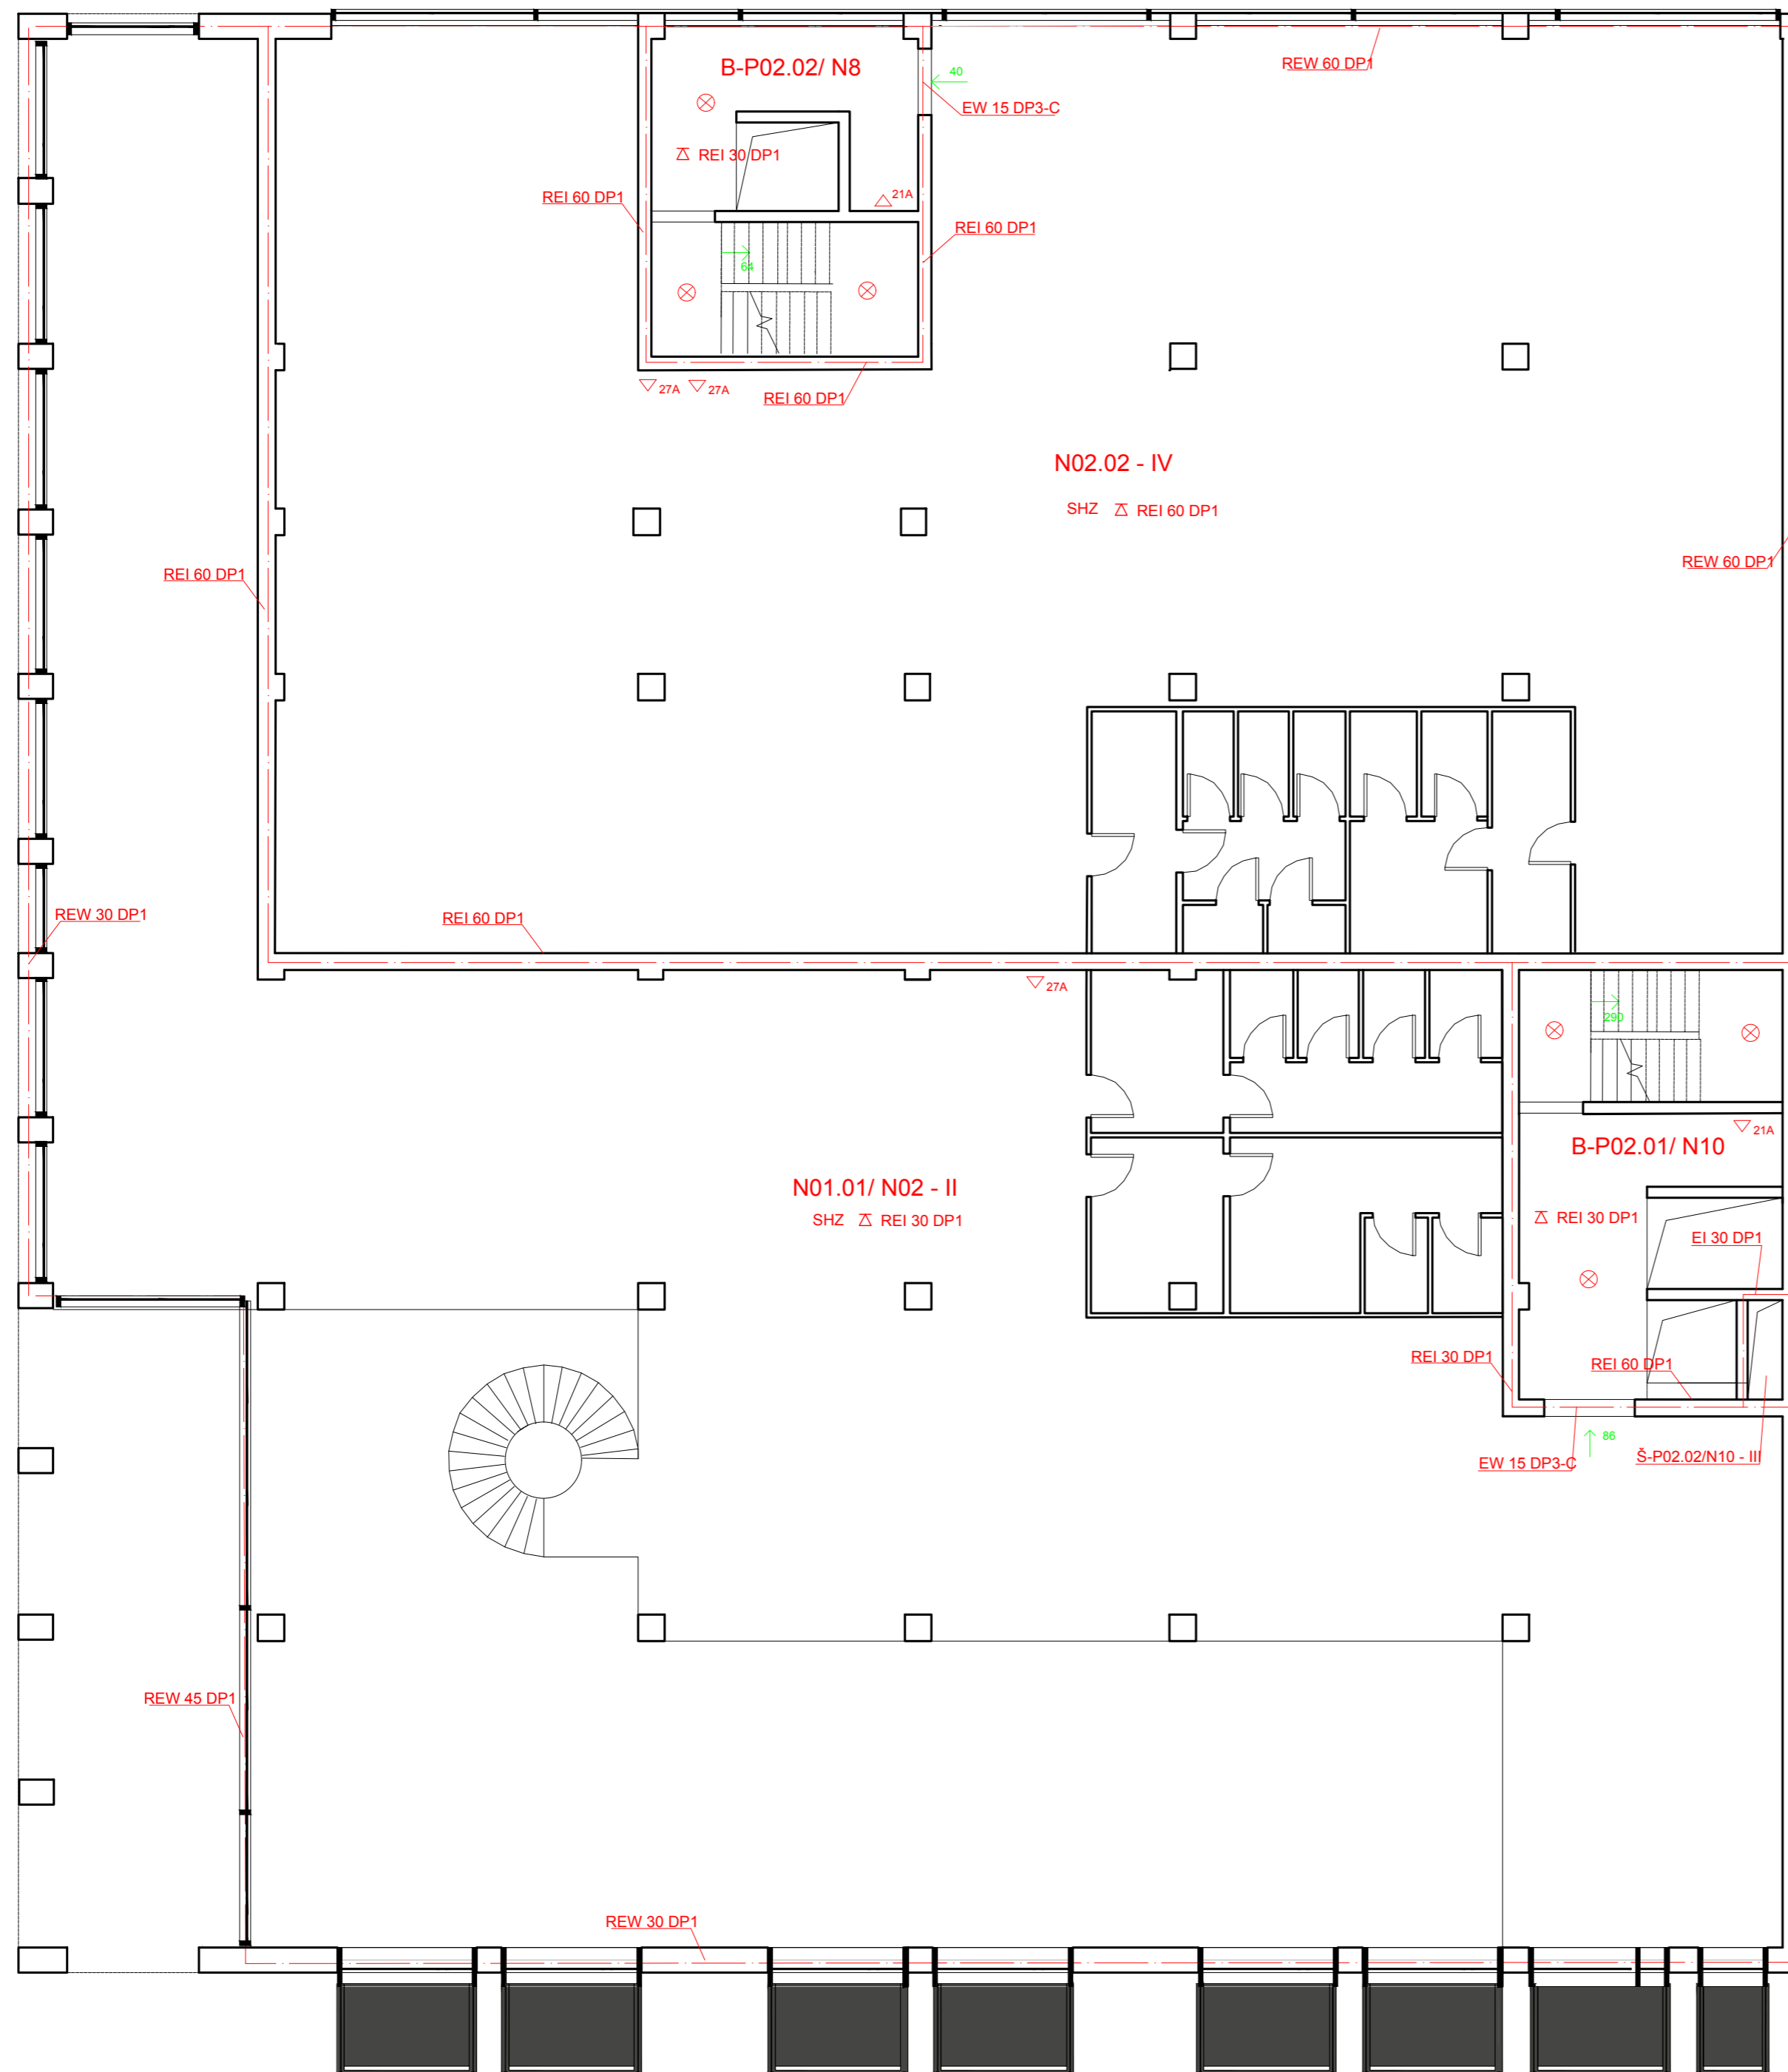 B-P02.02/ N8
REW 60 DP1
40
EW 15 DP3-C
REI 30 DP1
REI 60 DP1
21A
REI 60 DP1
64
27A
27A
REI 60 DP1
N02.02 - IV
SHZ REI 60 DP1
REW 60 DP1
REI 60 DP1
REW 30 DP1
REI 60 DP1
27A
290
21A
B-P02.01/ N10
N01.01/ N02 - II
SHZ REI 30 DP1
REI 30 DP1
EI 30 DP1
REI 30 DP1
REI 60 DP1
86
EW 15 DP3-C
Š-P02.02/N10 - III
REW 45 DP1
REW 30 DP1